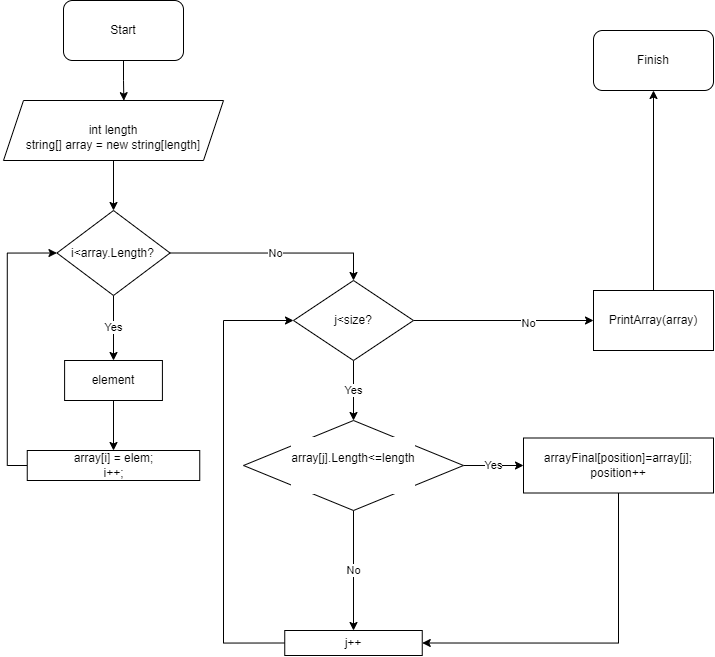 Start
Finish
int length
string[] array = new string[length]
i<array.Length?
No
j<size?
No
PrintArray(array)
Yes
element
Yes
array[i] = elem;
i++;
array[j].Length<=length
Yes
arrayFinal[position]=array[j];
position++
No
j++